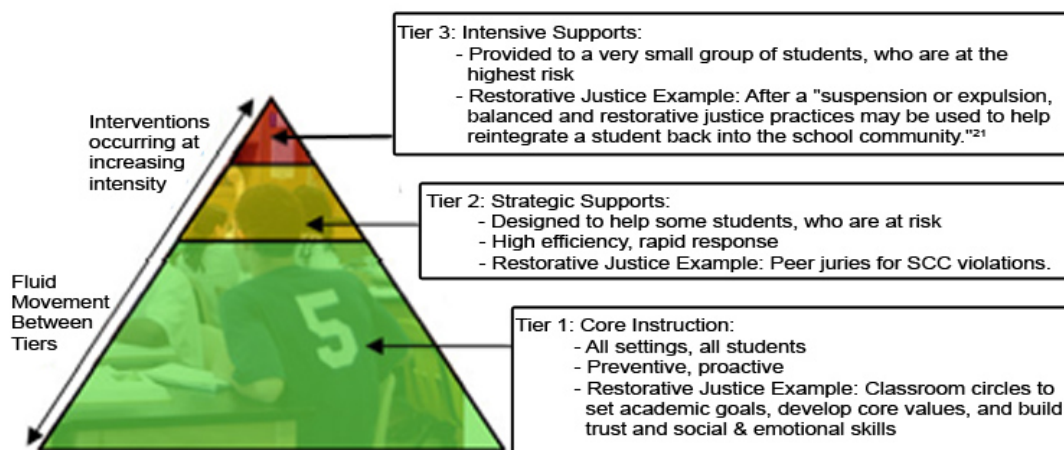 Tier 3: Intensive Supports:
- Provided to a very small group of students, who are at the
highest risk
- Restorative Justice Example: After a "suspension or expulsion,
balanced and restorative justice practices may be used to help
reintegrate a student back into the school community."²¹
Interventions
occurring at
increasing
intensity
Tier 2: Strategic Supports:
- Designed to help some students, who are at risk
- High efficiency, rapid response
- Restorative Justice Example: Peer juries for SCC violations.
Fluid
Movement
Between
Tiers
5
Tier 1: Core Instruction:
- All settings, all students
- Preventive, proactive
- Restorative Justice Example: Classroom circles to
set academic goals, develop core values, and build
trust and social & emotional skills